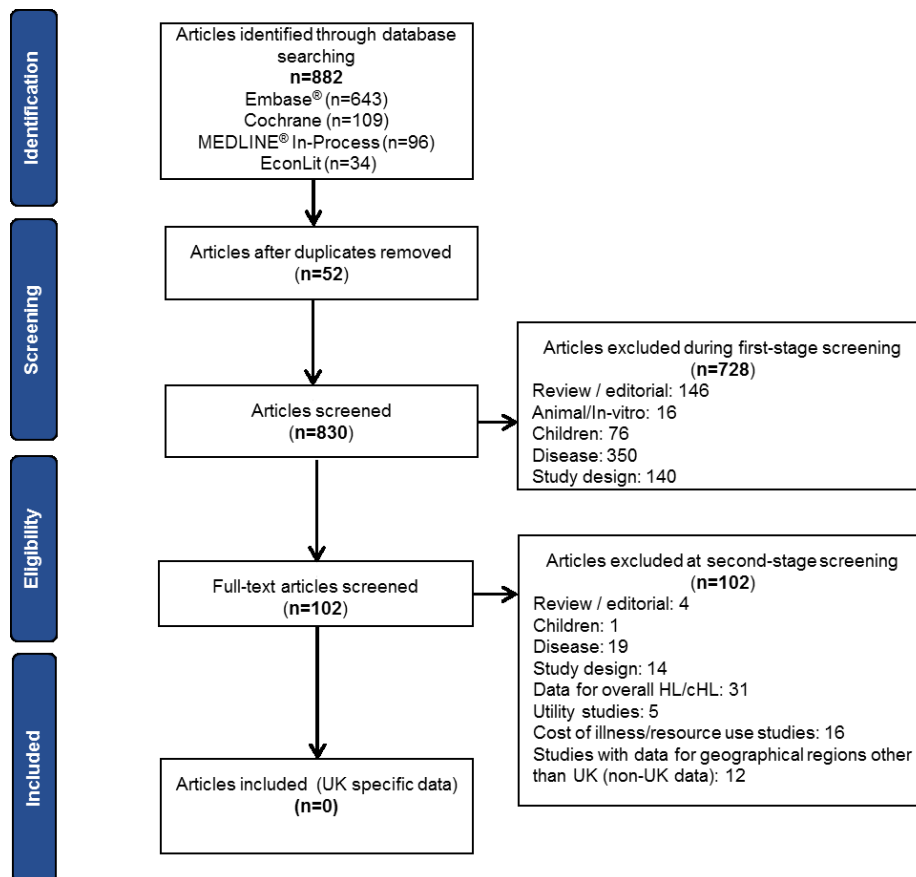 Identification
Articles identified through database
searching
n=882
Embase® (n=643)
Cochrane (n=109)
MEDLINE® In-Process (n=96)
EconLit (n=34)
Screening
Articles after duplicates removed
(n=52)
Articles screened
(n=830)
Articles excluded during first-stage screening
(n=728)
Review / editorial: 146
Animal/In-vitro: 16
Children: 76
Disease: 350
Study design: 140
Eligibility
Full-text articles screened
(n=102)
Articles excluded at second-stage screening
(n=102)
Review / editorial: 4
Children: 1
Disease: 19
Study design: 14
Data for overall HL/cHL: 31
Utility studies: 5
Cost of illness/resource use studies: 16
Studies with data for geographical regions other
than UK (non-UK data): 12
Included
Articles included (UK specific data)
(n=0)